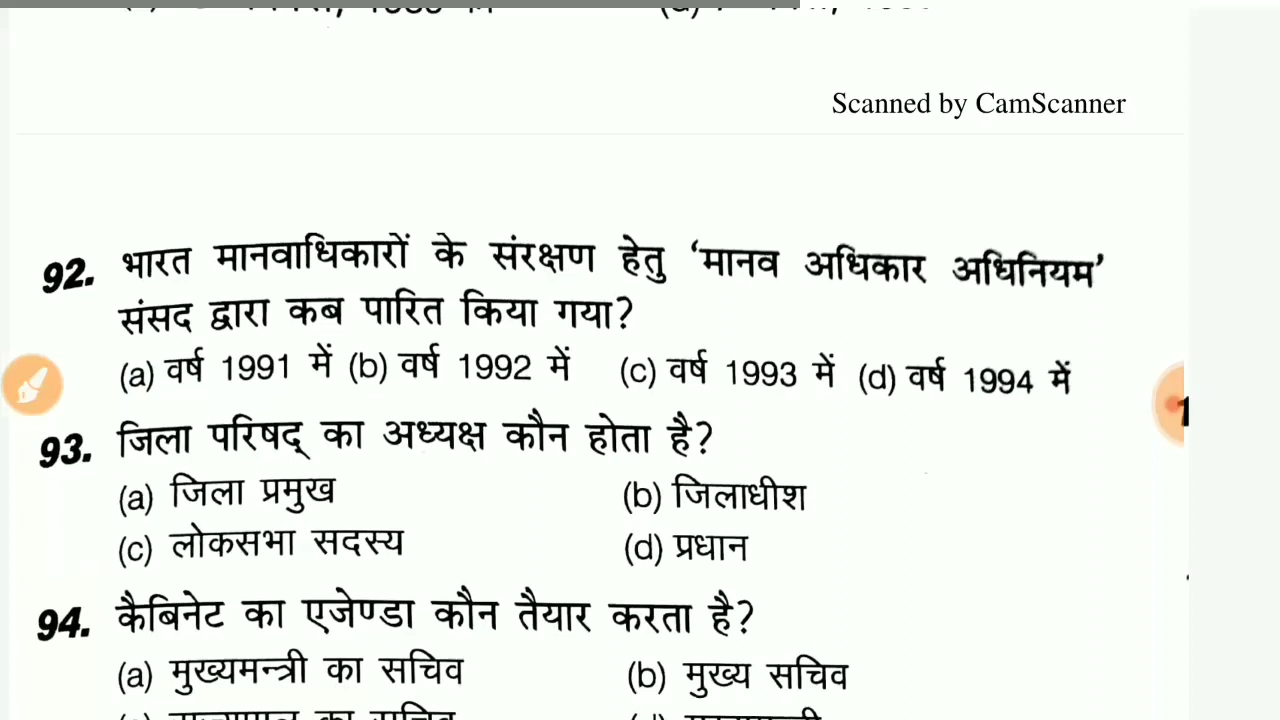 Scanned by CamScanner
92. भारत मानवाधिकारों के संरक्षण हेतु ‘मानव अधिकार अधिनियम’
संसद द्वारा कब पारित किया गया?
(a) वर्ष 1991 में (b) वर्ष 1992 में (c) वर्ष 1993 में (d) वर्ष 1994 में
93. जिला परिषद् का अध्यक्ष कौन होता है?
(a) जिला प्रमुख (b) जिलाधीश
(c) लोकसभा सदस्य (d) प्रधान
94. कैबिनेट का एजेण्डा कौन तैयार करता है?
(a) मुख्यमन्त्री का सचिव (b) मुख्य सचिव